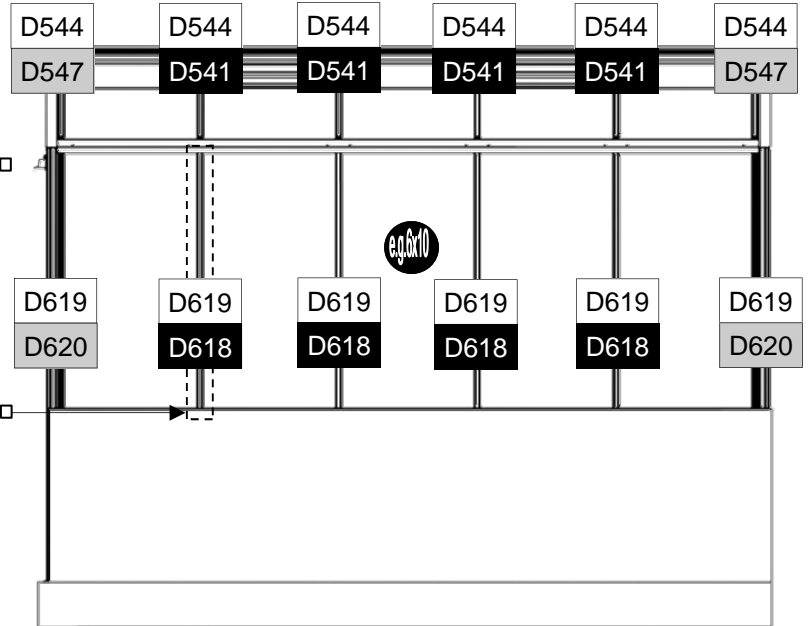 D544 D544 D544 D544 D544 D544
D547 D541 D541 D541 D541 D547
e.g.6x10
D619 D619 D619 D619 D619 D619
D620 D618 D618 D618 D618 D620